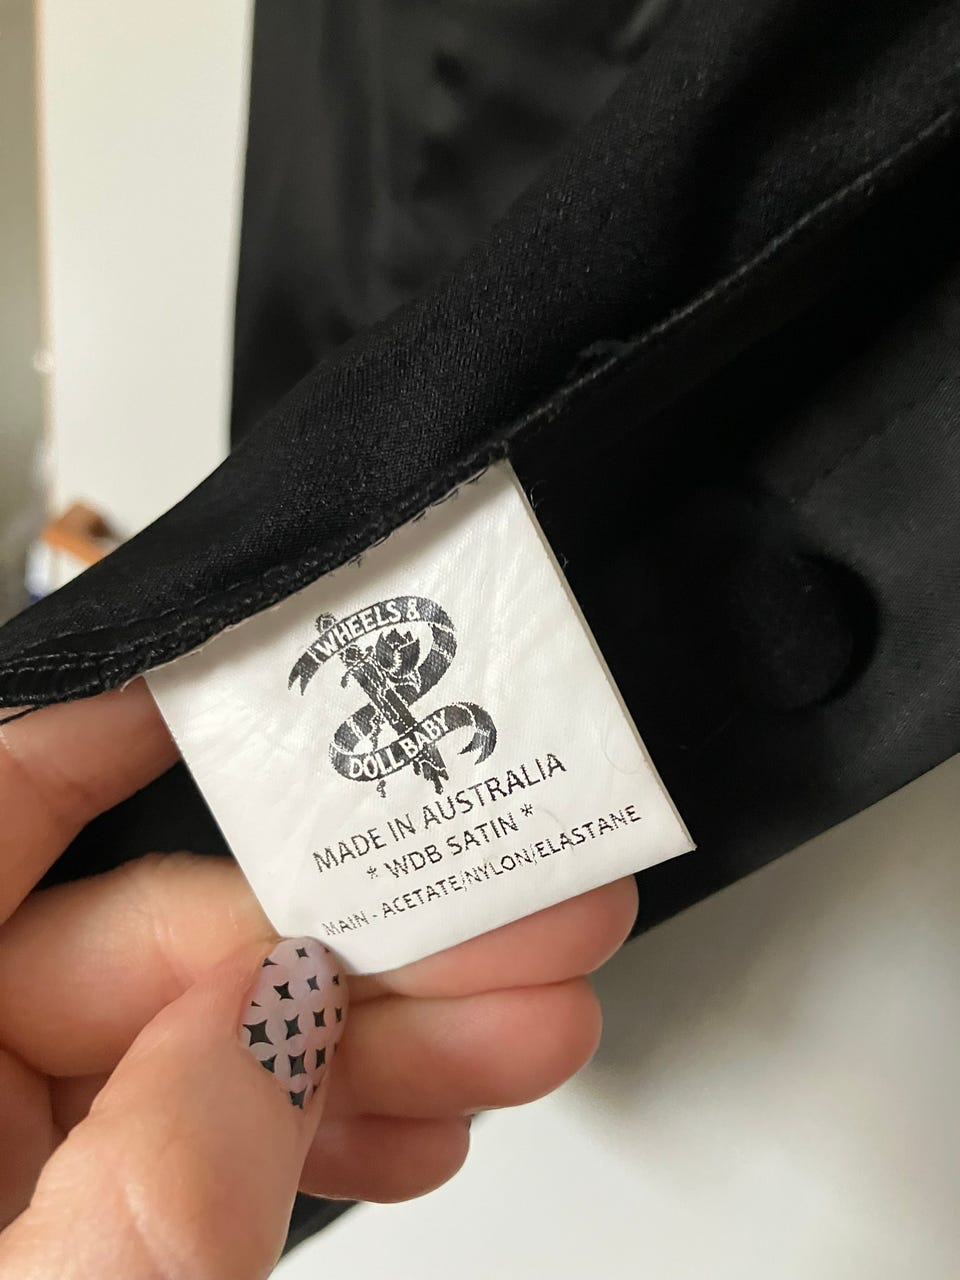 WHEELS &
DOLL BABY
MADE IN AUSTRALIA
* WDB SATIN *
MAIN - ACETATE/NYLON/ELASTANE